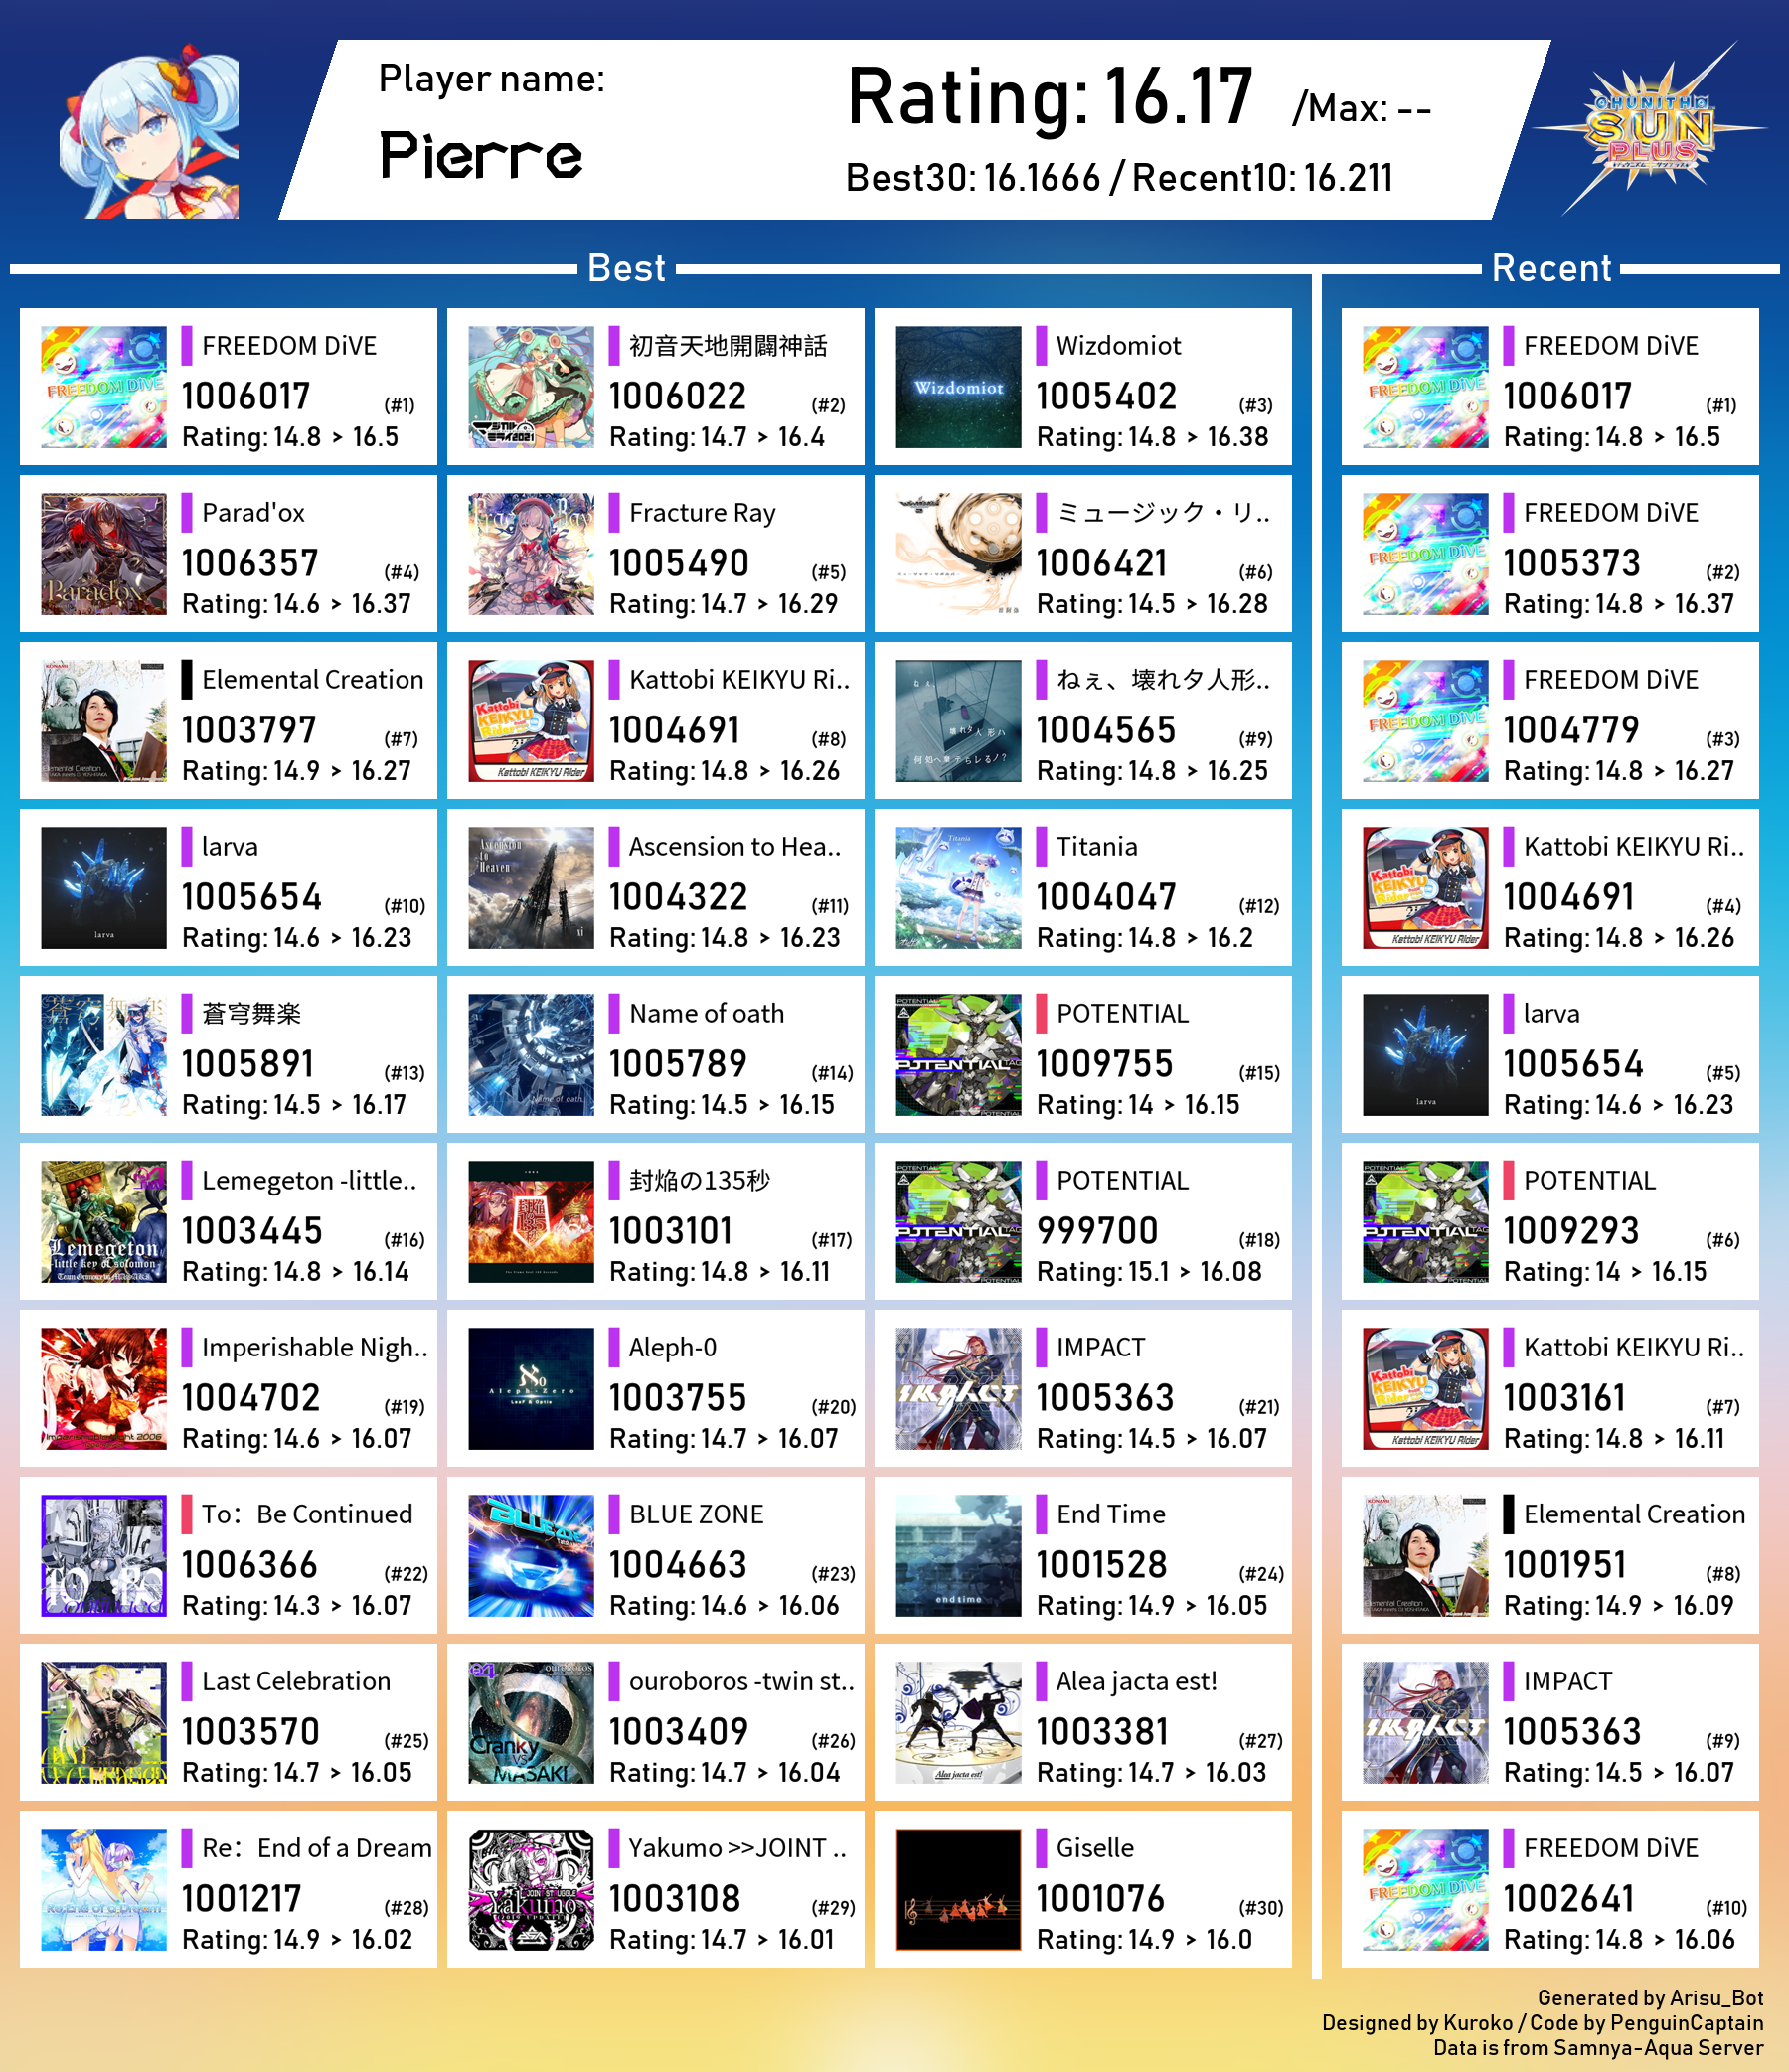 Player name:
Pierre
Rating: 16.17 /Max: --
Best30: 16.1666 / Recent10: 16.211
CHUNITHM
SUN
PLUS
Best
Recent
FREEDOM DiVE
1006017 (#1)
Rating: 14.8 > 16.5
初音天地開闢神話
1006022 (#2)
Rating: 14.7 > 16.4
Wizdomiot
1005402 (#3)
Rating: 14.8 > 16.38
FREEDOM DiVE
1006017 (#1)
Rating: 14.8 > 16.5
Parad'ox
1006357 (#4)
Rating: 14.6 > 16.37
Fracture Ray
1005490 (#5)
Rating: 14.7 > 16.29
ミュージック・リ..
1006421 (#6)
Rating: 14.5 > 16.28
FREEDOM DiVE
1005373 (#2)
Rating: 14.8 > 16.37
Elemental Creation
1003797 (#7)
Rating: 14.9 > 16.27
Kattobi KEIKYU Ri..
1004691 (#8)
Rating: 14.8 > 16.26
ねぇ、壊れタ人形..
1004565 (#9)
Rating: 14.8 > 16.25
FREEDOM DiVE
1004779 (#3)
Rating: 14.8 > 16.27
larva
1005654 (#10)
Rating: 14.6 > 16.23
Ascension to Hea..
1004322 (#11)
Rating: 14.8 > 16.23
Titania
1004047 (#12)
Rating: 14.8 > 16.2
Kattobi KEIKYU Ri..
1004691 (#4)
Rating: 14.8 > 16.26
蒼穹舞楽
1005891 (#13)
Rating: 14.5 > 16.17
Name of oath
1005789 (#14)
Rating: 14.5 > 16.15
POTENTIAL
1009755 (#15)
Rating: 14 > 16.15
larva
1005654 (#5)
Rating: 14.6 > 16.23
Lemegeton -little..
1003445 (#16)
Rating: 14.8 > 16.14
封焔の135秒
1003101 (#17)
Rating: 14.8 > 16.11
POTENTIAL
999700 (#18)
Rating: 15.1 > 16.08
POTENTIAL
1009293 (#6)
Rating: 14 > 16.15
Imperishable Nigh..
1004702 (#19)
Rating: 14.6 > 16.07
Aleph-0
1003755 (#20)
Rating: 14.7 > 16.07
IMPACT
1005363 (#21)
Rating: 14.5 > 16.07
Kattobi KEIKYU Ri..
1003161 (#7)
Rating: 14.8 > 16.11
To：Be Continued
1006366 (#22)
Rating: 14.3 > 16.07
BLUE ZONE
1004663 (#23)
Rating: 14.6 > 16.06
End Time
1001528 (#24)
Rating: 14.9 > 16.05
Elemental Creation
1001951 (#8)
Rating: 14.9 > 16.09
Last Celebration
1003570 (#25)
Rating: 14.7 > 16.05
ouroboros -twin st..
1003409 (#26)
Rating: 14.7 > 16.04
Alea jacta est!
1003381 (#27)
Rating: 14.7 > 16.03
IMPACT
1005363 (#9)
Rating: 14.5 > 16.07
Re：End of a Dream
1001217 (#28)
Rating: 14.9 > 16.02
Yakumo >>JOINT ..
1003108 (#29)
Rating: 14.7 > 16.01
Giselle
1001076 (#30)
Rating: 14.9 > 16.0
FREEDOM DiVE
1002641 (#10)
Rating: 14.8 > 16.06
Generated by Arisu_Bot
Designed by Kuroko / Code by PenguinCaptain
Data is from Samnya-Aqua Server